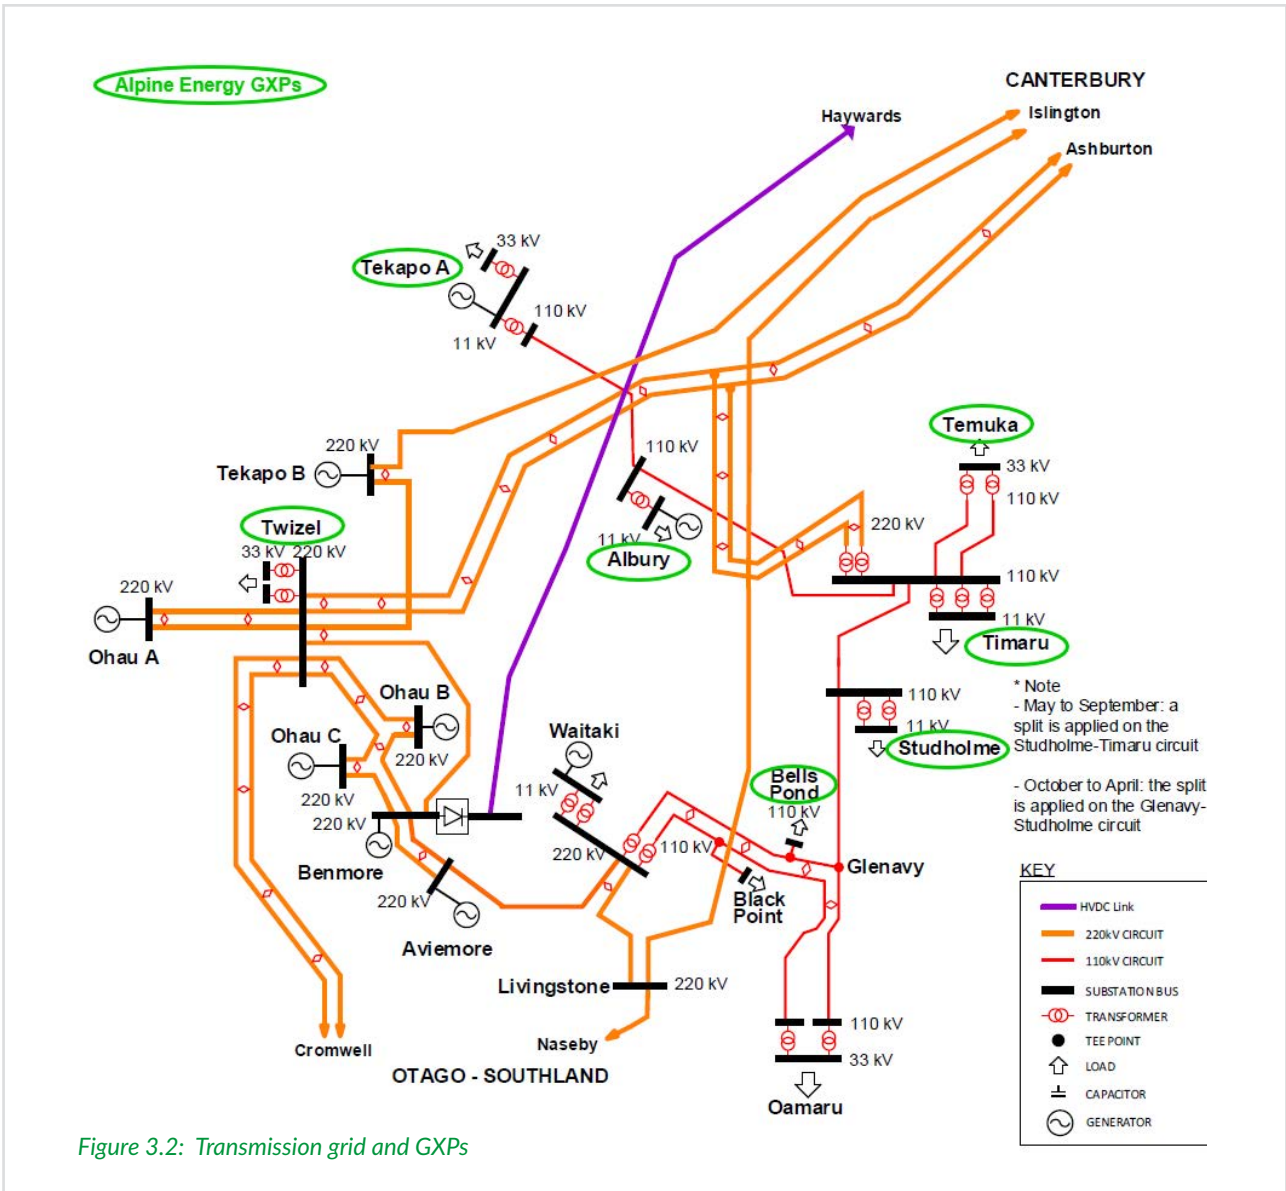 Alpine Energy GXPs
CANTERBURY
Haywards
Islington
Ashburton
33 kV
Tekapo A
110 kV
11 kV
Temuka
220 kV
110 kV
33 kV
Tekapo B
110 kV
Twizel
220 kV
33 kV
220 kV
11 kV
Albury
110 kV
220 kV
11 kV
Timaru
Ohau A
Ohau B
110 kV
* Note
- May to September: a
split is applied on the
Studholme-Timaru circuit
11 kV
Studholme
Ohau C
Waitaki
220 kV
Bells
Pond
- October to April: the split
is applied on the Glenavy-
Studholme circuit
11 kV
220 kV
110 kV
220 kV
220 kV
110 kV
Benmore
Glenavy
KEY
220 kV
Black
Point
HVDC Link
220kV CIRCUIT
Aviemore
110kV CIRCUIT
Livingstone
220 kV
SUBSTATION BUS
TRANSFORMER
110 kV
TEE POINT
Cromwell
Naseby
33 kV
LOAD
OTAGO - SOUTHLAND
CAPACITOR
Oamaru
GENERATOR
Figure 3.2: Transmission grid and GXPs